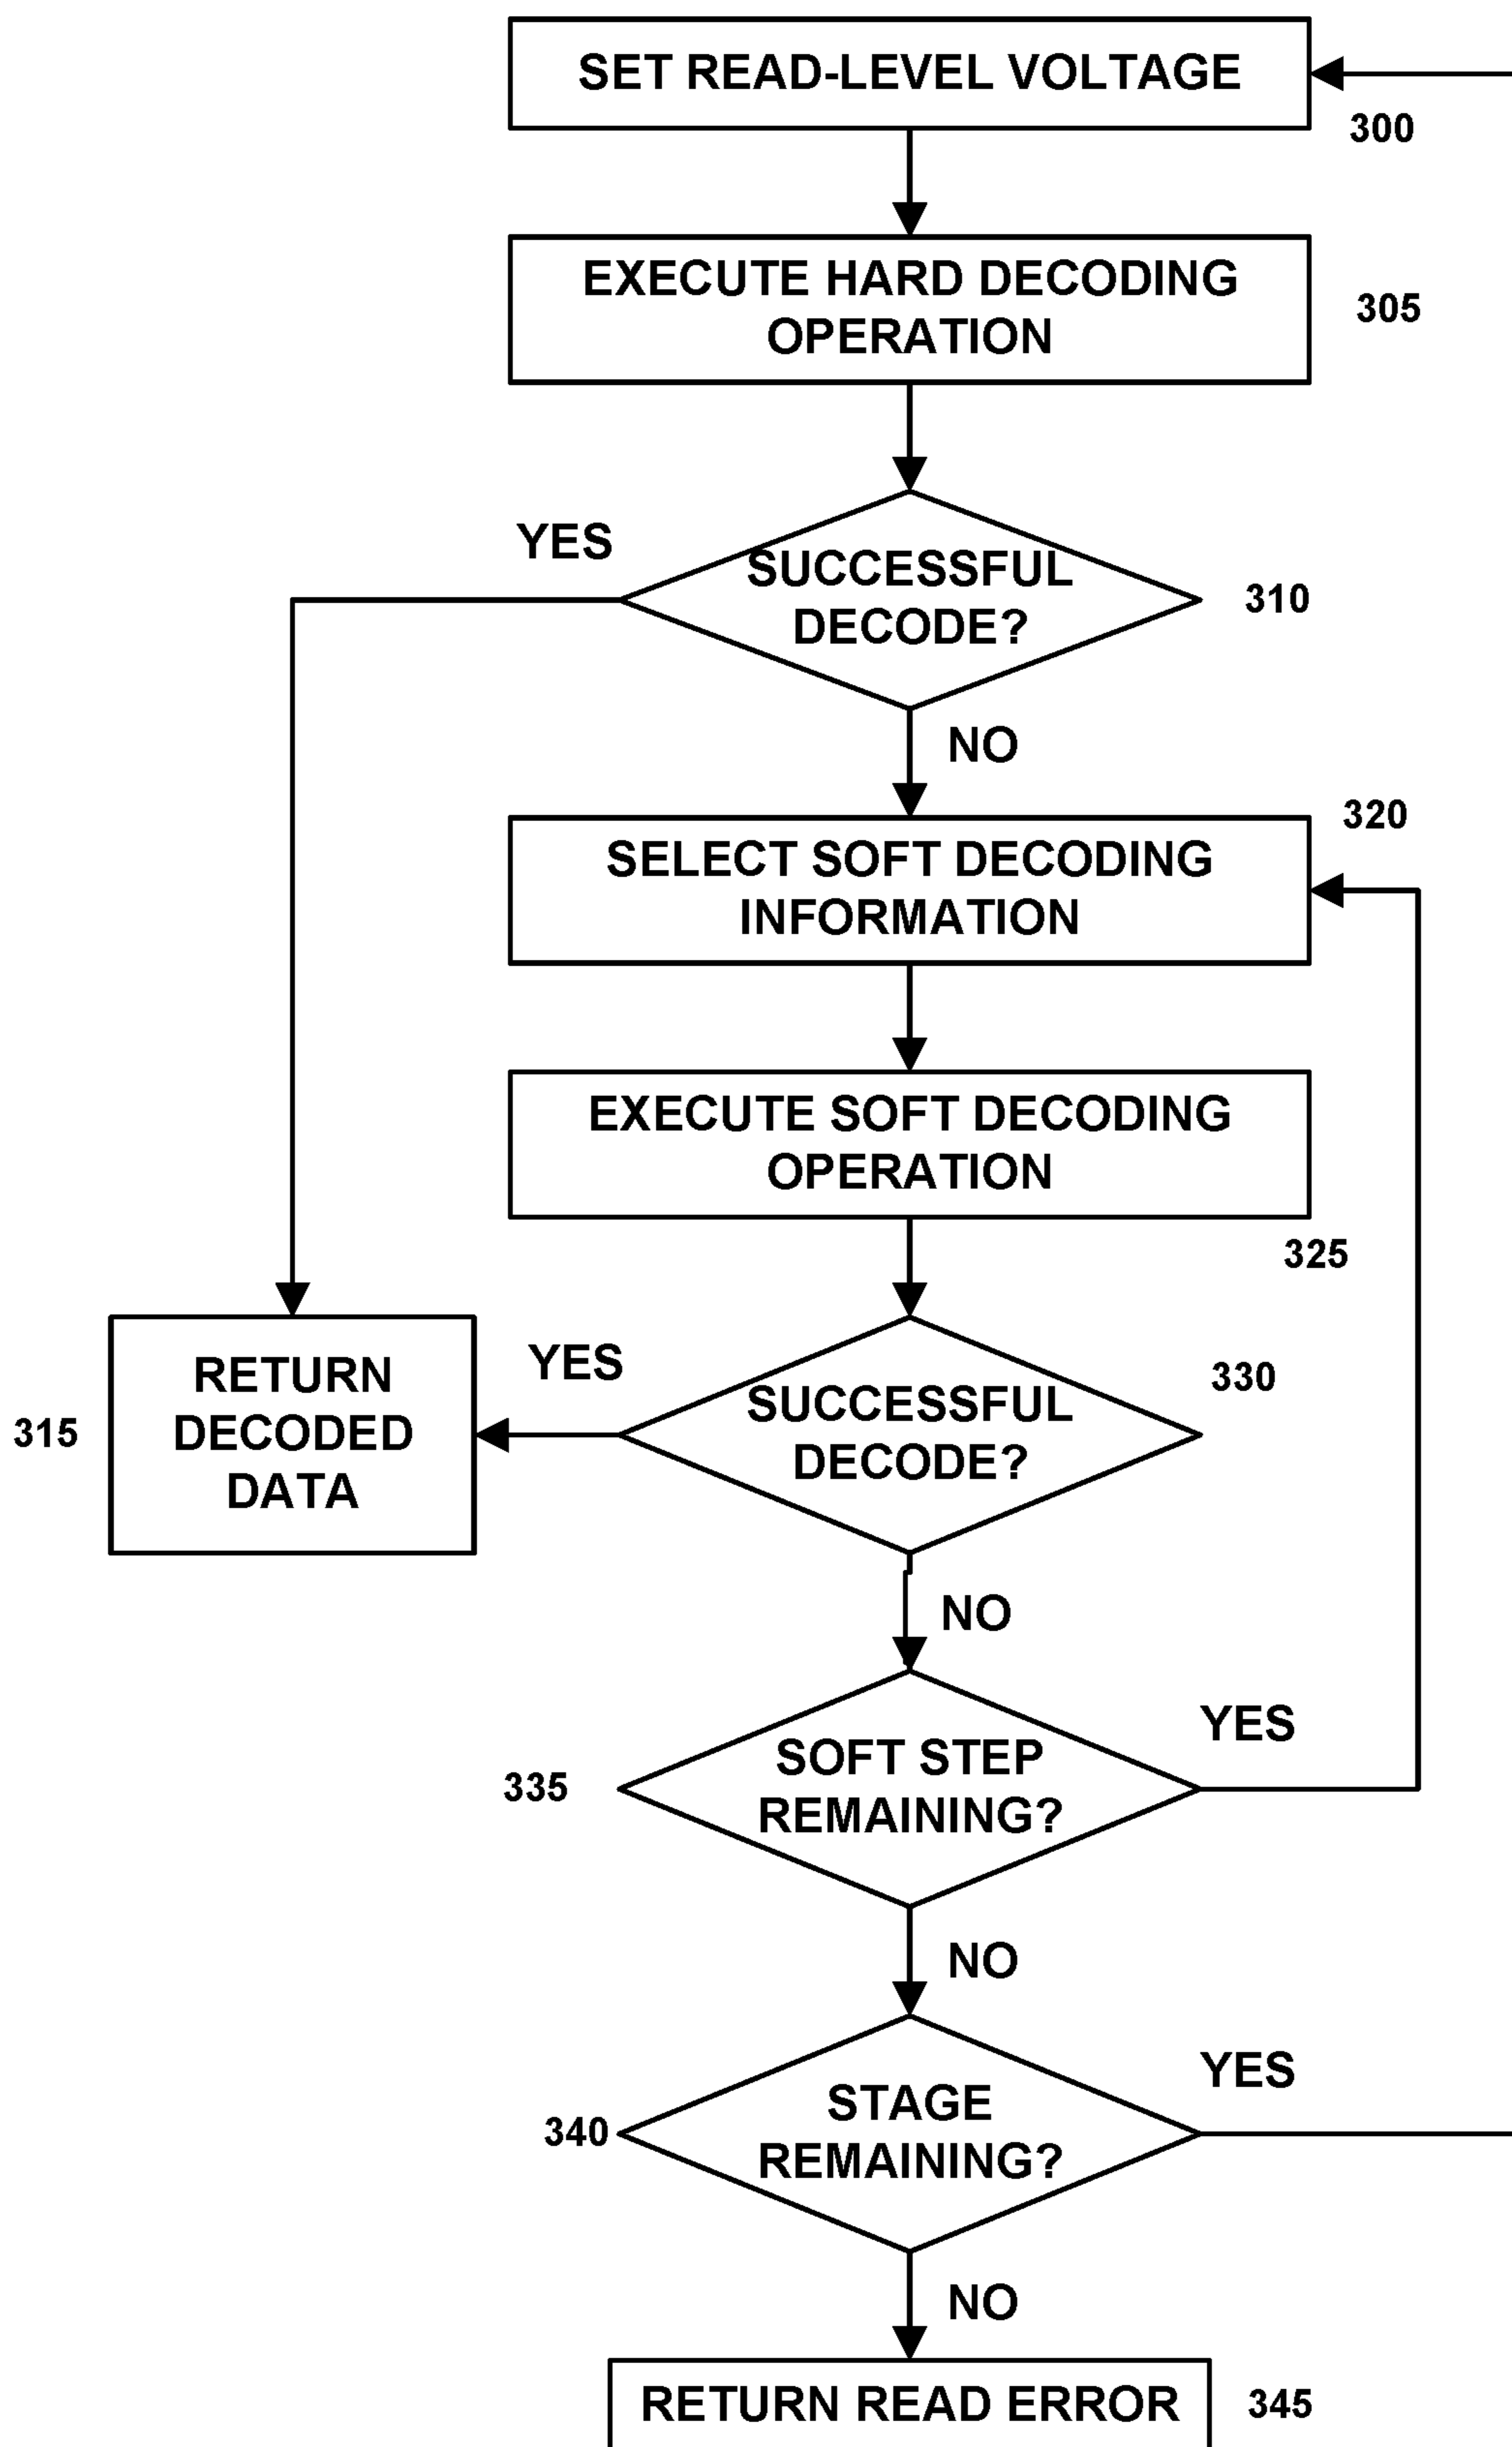 SET READ-LEVEL VOLTAGE
300
EXECUTE HARD DECODING
OPERATION
305
YES
SUCCESSFUL
DECODE?
310
NO
320
SELECT SOFT DECODING
INFORMATION
EXECUTE SOFT DECODING
OPERATION
325
315
RETURN
DECODED
DATA
YES
SUCCESSFUL
DECODE?
330
NO
335
SOFT STEP
REMAINING?
YES
NO
340
STAGE
REMAINING?
YES
NO
RETURN READ ERROR
345